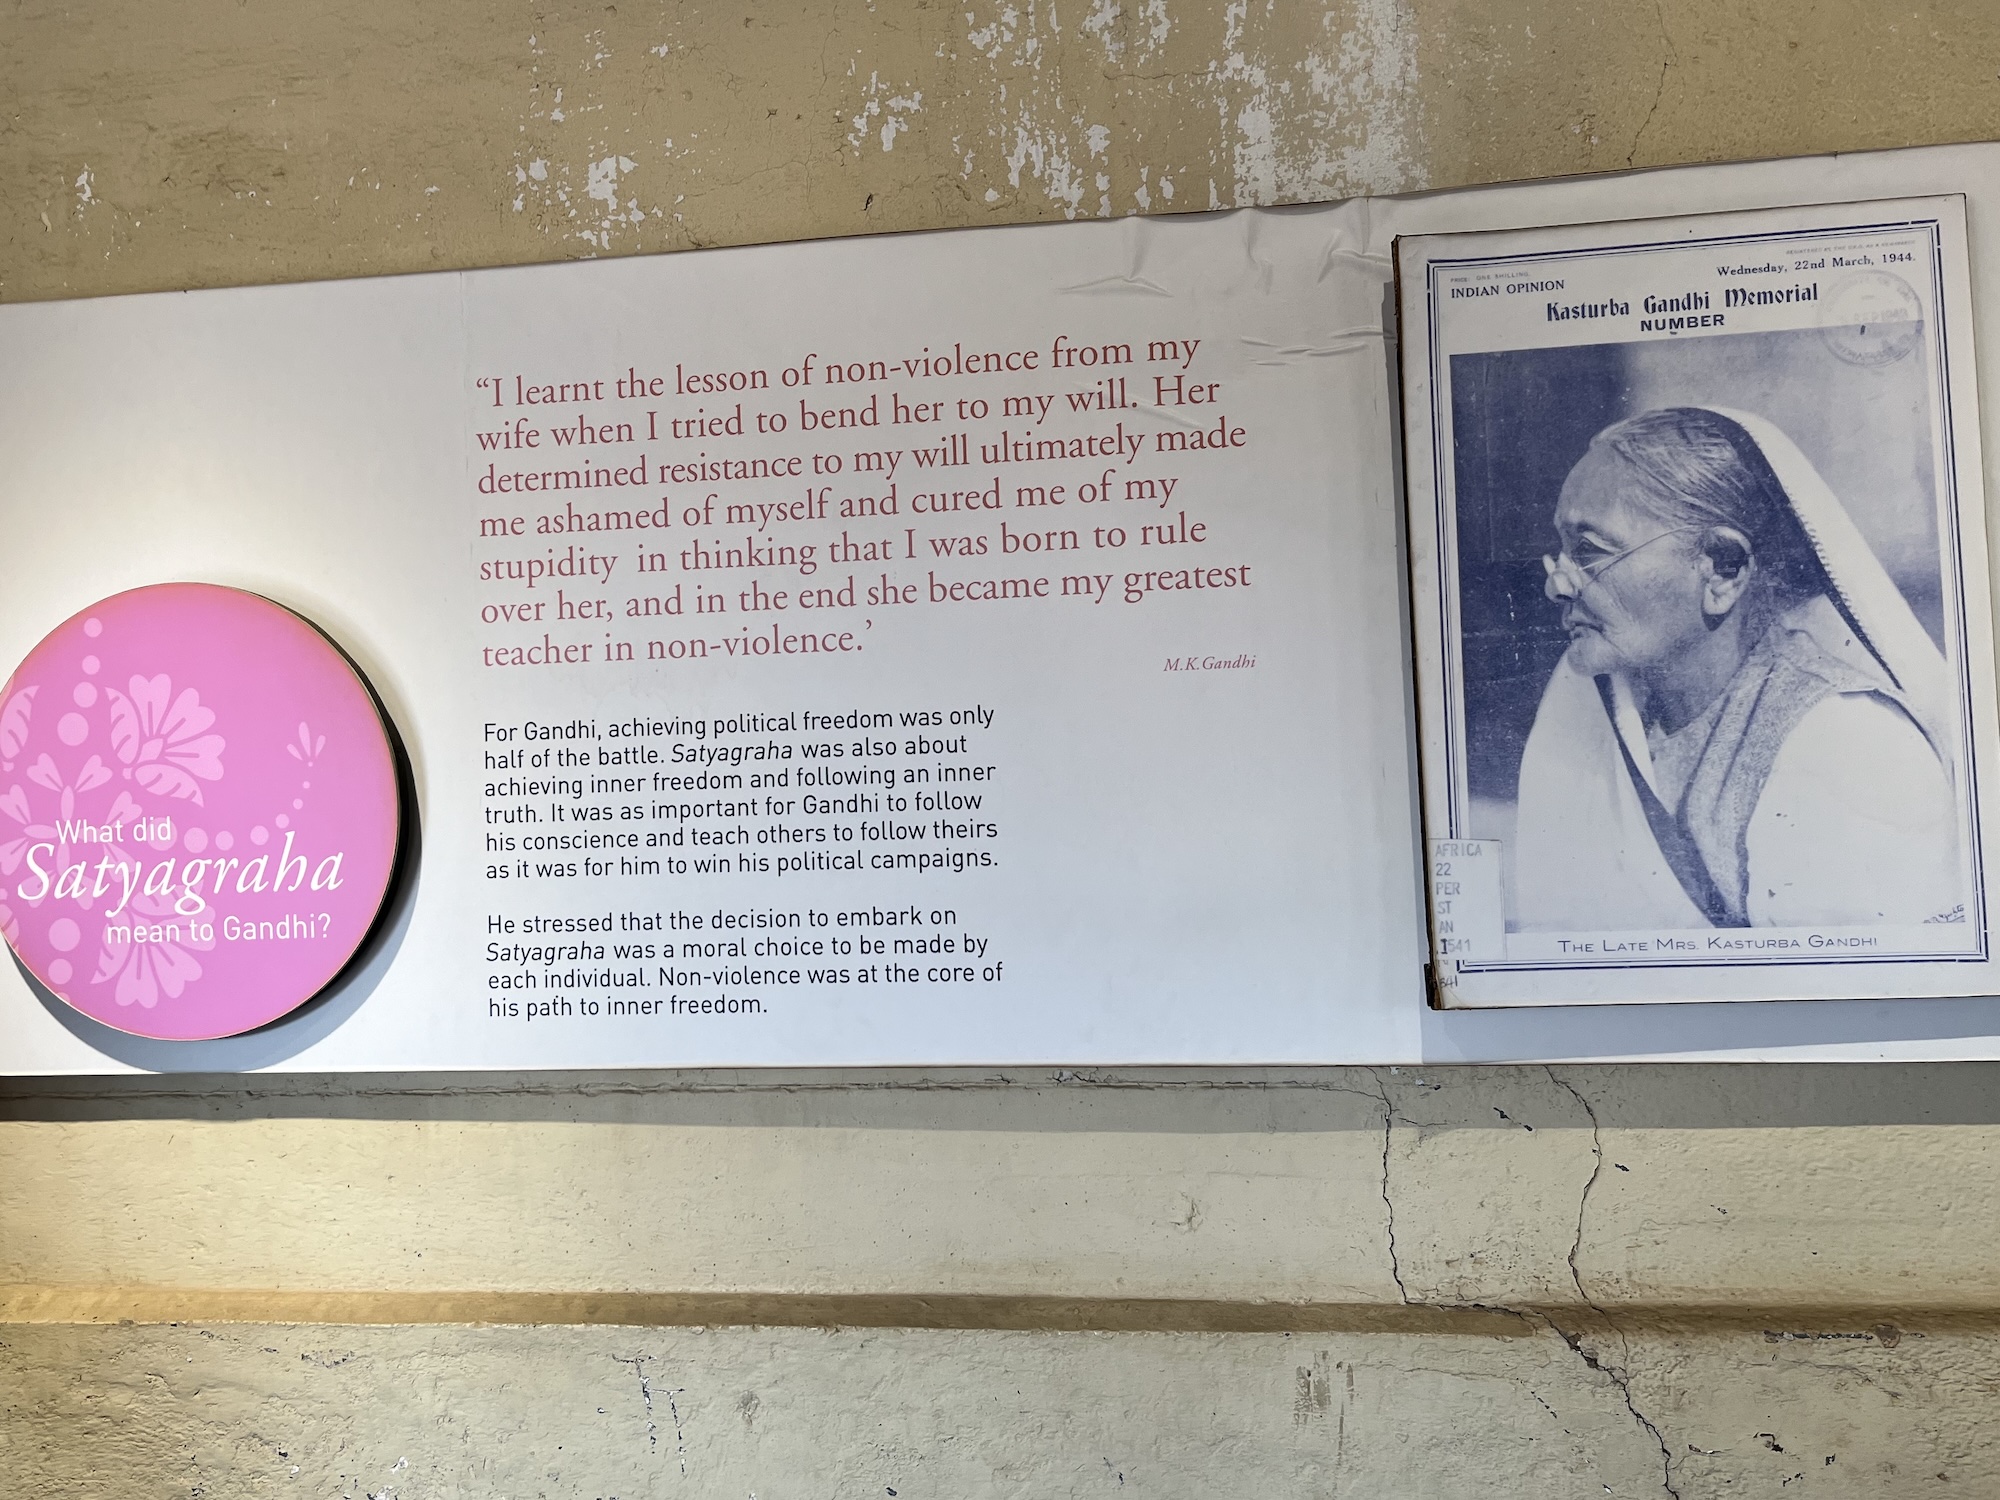 What did
Satyagraha
mean to Gandhi?
“I learnt the lesson of non-violence from my
wife when I tried to bend her to my will. Her
determined resistance to my will ultimately made
me ashamed of myself and cured me of my
stupidity in thinking that I was born to rule
over her, and in the end she became my greatest
teacher in non-violence.’
M.K.Gandhi
For Gandhi, achieving political freedom was only
half of the battle. Satyagraha was also about
achieving inner freedom and following an inner
truth. It was as important for Gandhi to follow
his conscience and teach others to follow theirs
as it was for him to win his political campaigns.
He stressed that the decision to embark on
Satyagraha was a moral choice to be made by
each individual. Non-violence was at the core of
his path to inner freedom.
PRICE: ONE SHILLING.
INDIAN OPINION
Wednesday, 22nd March, 1944.
Kasturba Gandhi Memorial
NUMBER
AFRICA
22
PER
ST
AN
1541
THE LATE MRS. KASTURBA GANDHI